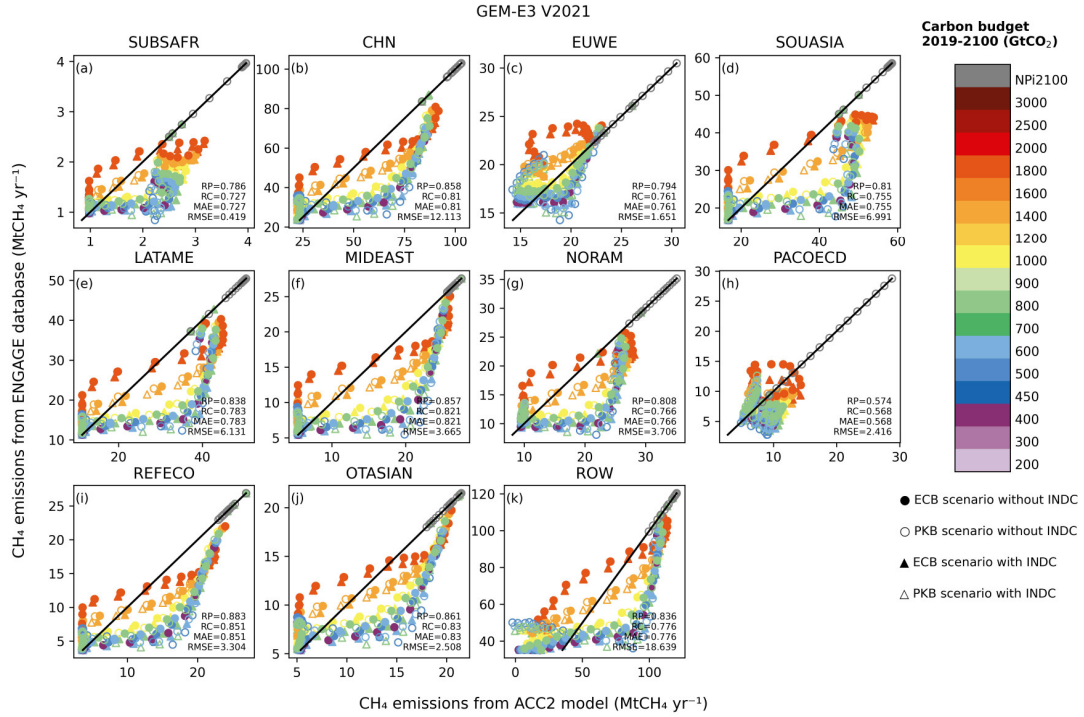 GEM-E3 V2021
SUBSAFR
CHN
EUWE
SOUASIA
Carbon budget
2019-2100 (GtCO₂)
(a)
4
3
2
1
1 2 3 4
RP=0.786
RC=0.727
MAE=0.727
RMSE=0.419
(b)
100
80
60
40
20
25 50 75 100
RP=0.858
RC=0.81
MAE=0.81
RMSE=12.113
(c)
30
25
20
15
15 20 25 30
RP=0.794
RC=0.761
MAE=0.761
RMSE=1.651
(d)
60
50
40
30
20
20 40 60
RP=0.81
RC=0.755
MAE=0.755
RMSE=6.991
LATAME
MIDEAST
NORAM
PACOECD
(e)
50
40
30
20
10
20 40
RP=0.838
RC=0.783
MAE=0.783
RMSE=6.131
(f)
25
20
15
10
5
10 20
RP=0.857
RC=0.821
MAE=0.821
RMSE=3.665
(g)
35
30
25
20
15
10
10 20 30
RP=0.808
RC=0.766
MAE=0.766
RMSE=3.706
(h)
30
25
20
15
10
5
0
10 20 30
RP=0.574
RC=0.568
MAE=0.568
RMSE=2.416
REFECO
OTASIAN
ROW
(i)
25
20
15
10
5
10 20
RP=0.883
RC=0.851
MAE=0.851
RMSE=3.304
(j)
20
15
10
5
5 10 15 20
RP=0.861
RC=0.83
MAE=0.83
RMSE=2.508
(k)
120
100
80
60
40
0 50 100
RP=0.836
RC=0.776
MAE=0.776
RMSE=18.639
CH₄ emissions from ENGAGE database (MtCH₄ yr⁻¹)
CH₄ emissions from ACC2 model (MtCH₄ yr⁻¹)
NPi2100
3000
2500
2000
1800
1600
1400
1200
1000
900
800
700
600
500
450
400
300
200
ECB scenario without INDC
PKB scenario without INDC
ECB scenario with INDC
PKB scenario with INDC